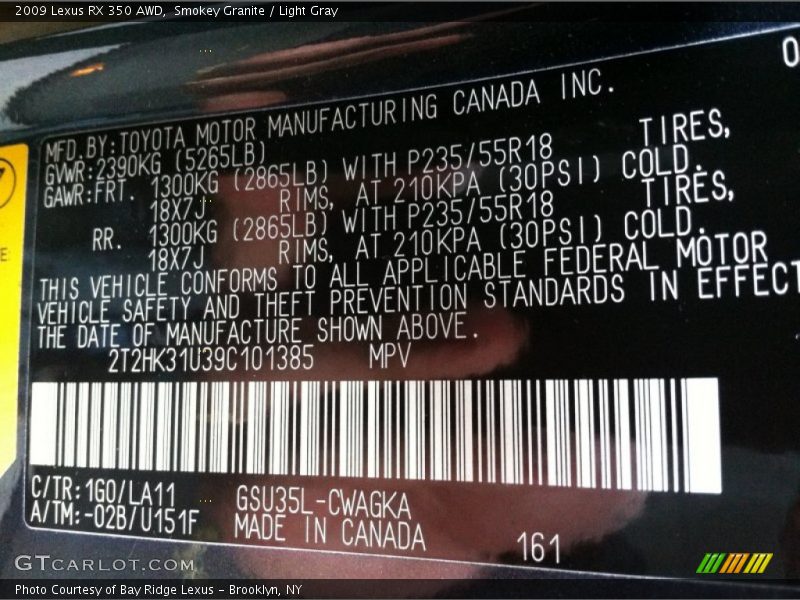 2009 Lexus RX 350 AWD, Smokey Granite / Light Gray
0
MFD.BY:TOYOTA MOTOR MANUFACTURING CANADA INC.
GVWR:2390KG (5265LB)
GAWR:FRT. 1300KG (2865LB) WITH P235/55R18 TIRES,
18X7J RIMS, AT 210KPA (30PSI) COLD.
RR. 1300KG (2865LB) WITH P235/55R18 TIRES,
18X7J RIMS, AT 210KPA (30PSI) COLD.
THIS VEHICLE CONFORMS TO ALL APPLICABLE FEDERAL MOTOR
VEHICLE SAFETY AND THEFT PREVENTION STANDARDS IN EFFECT
THE DATE OF MANUFACTURE SHOWN ABOVE.
2T2HK31U39C101385 MPV
C/TR:1G0/LA11 GSU35L-CWAGKA
A/TM:-02B/U151F MADE IN CANADA
161
GTCARLOT.COM
Photo Courtesy of Bay Ridge Lexus - Brooklyn, NY